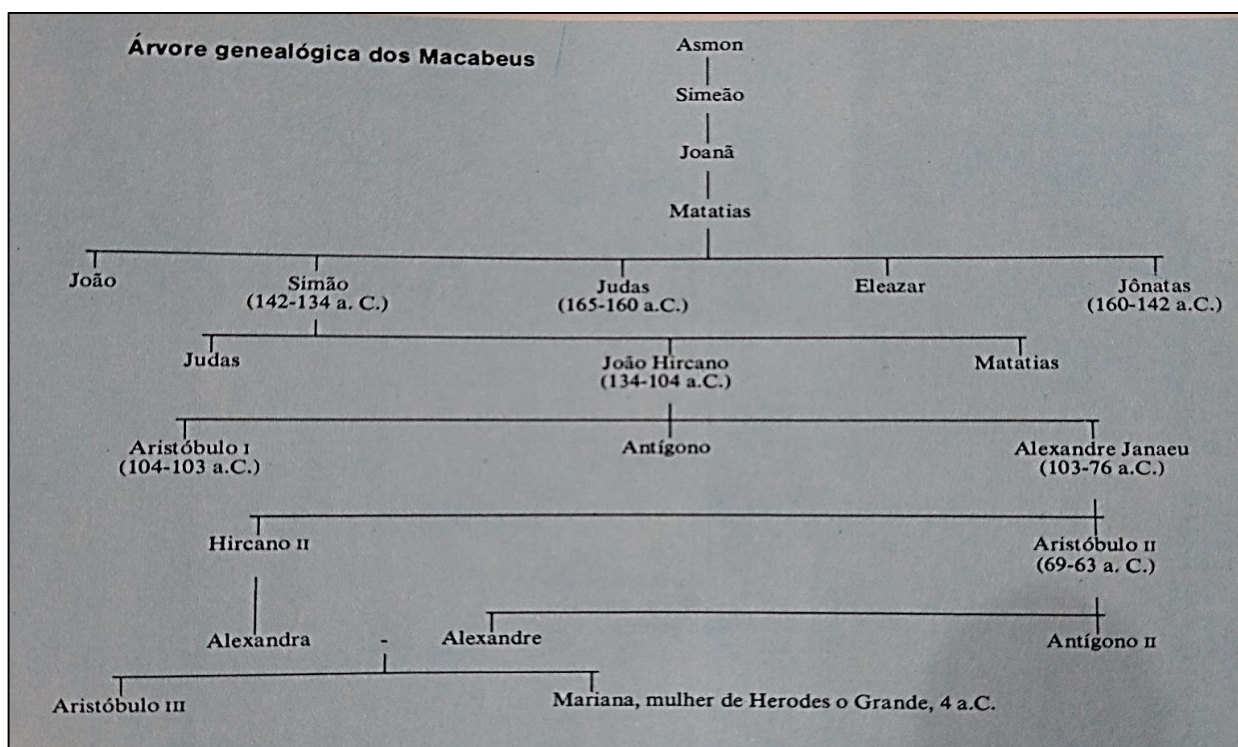 Árvore genealógica dos Macabeus
Asmon
Simeão
Joanã
Matatias
João
Simão
(142-134 a. C.)
Judas
(165-160 a.C.)
Eleazar
Jônatas
(160-142 a.C.)
Judas
João Hircano
(134-104 a.C.)
Matatias
Aristóbulo I
(104-103 a.C.)
Antígono
Alexandre Janaeu
(103-76 a.C.)
Hircano II
Aristóbulo II
(69-63 a. C.)
Alexandra - Alexandre
Antígono II
Aristóbulo III
Mariana, mulher de Herodes o Grande, 4 a.C.